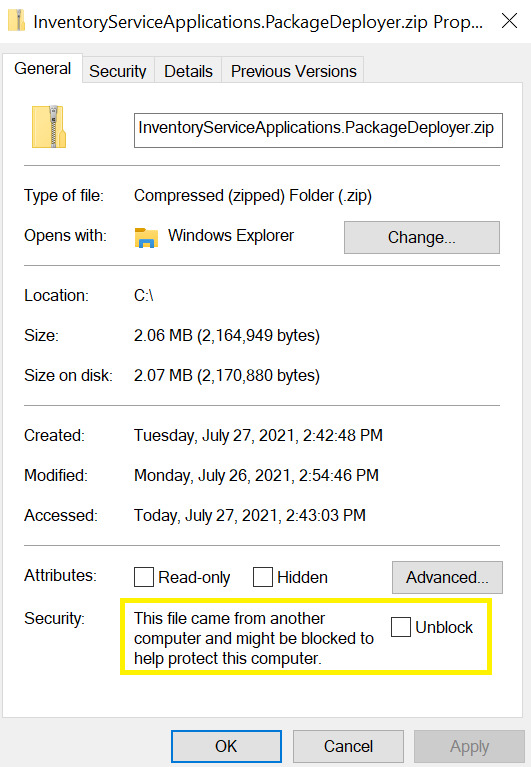 InventoryServiceApplications.PackageDeployer.zip Prop...
General
Security
Details
Previous Versions
InventoryServiceApplications.PackageDeployer.zip
Type of file: Compressed (zipped) Folder (.zip)
Opens with: Windows Explorer Change...
Location: C:\
Size: 2.06 MB (2,164,949 bytes)
Size on disk: 2.07 MB (2,170,880 bytes)
Created: Tuesday, July 27, 2021, 2:42:48 PM
Modified: Monday, July 26, 2021, 2:54:46 PM
Accessed: Today, July 27, 2021, 2:43:03 PM
Attributes: Read-only Hidden Advanced...
Security: This file came from another
computer and might be blocked to
help protect this computer.
Unblock
OK Cancel Apply